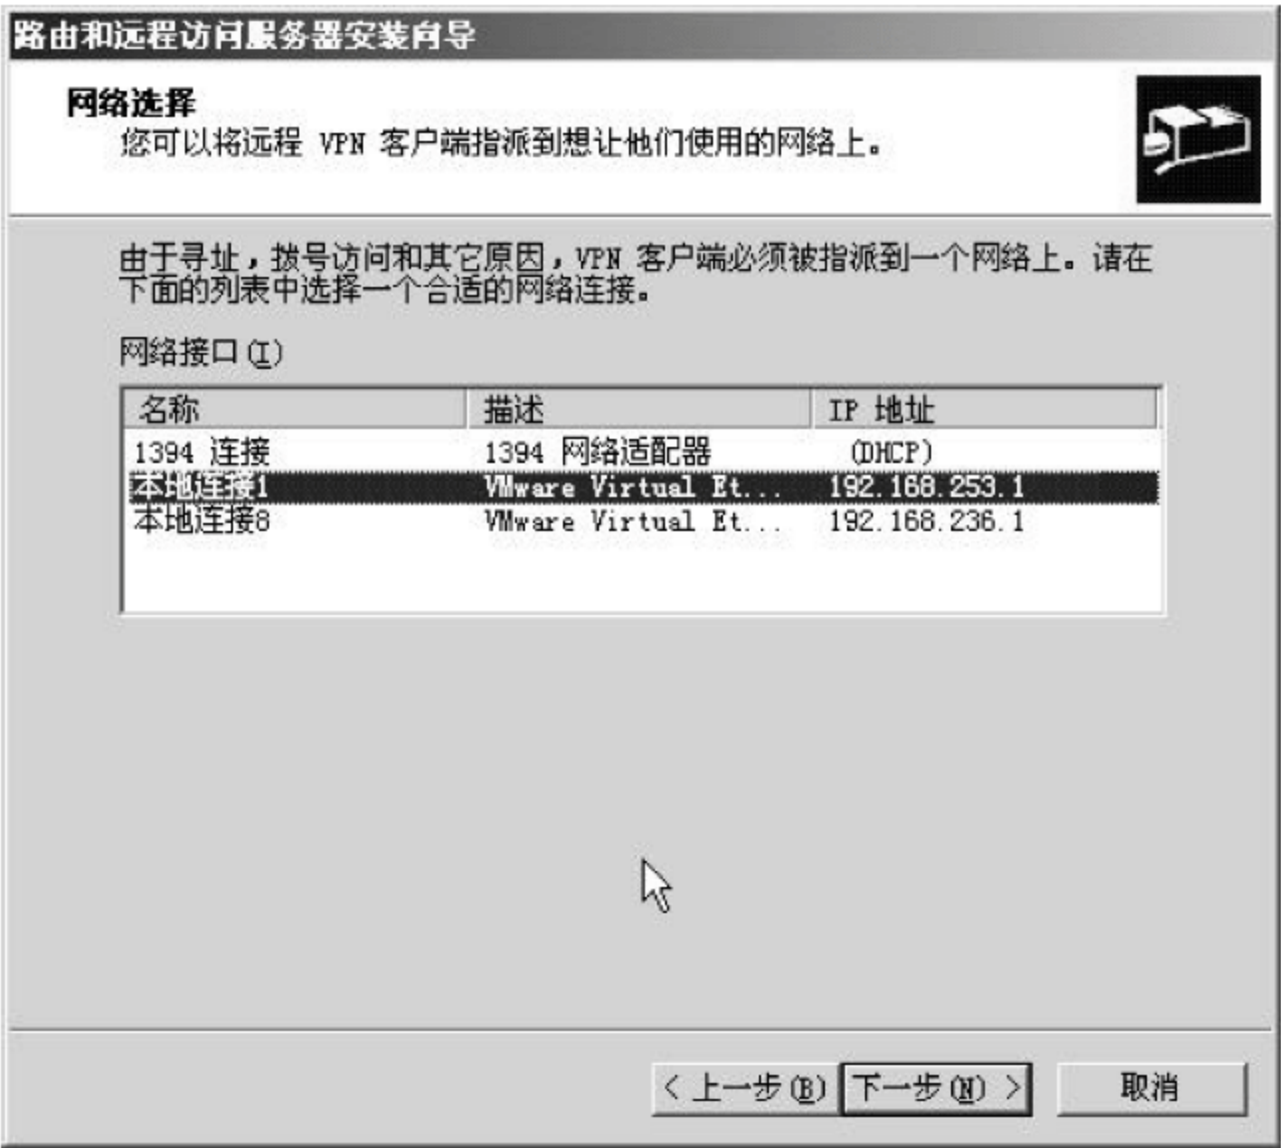 路由和远程访问服务器安装向导
网络选择
您可以将远程 VPN 客户端指派到想让他们使用的网络上。
由于寻址，拨号访问和其它原因，VPN 客户端必须被指派到一个网络上。请在
下面的列表中选择一个合适的网络连接。
网络接口(I)
名称 描述 IP 地址
1394 连接 1394 网络适配器 (DHCP)
本地连接1 VMware Virtual Et... 192.168.253.1
本地连接8 VMware Virtual Et... 192.168.236.1
< 上一步(B) 下一步(N) > 取消